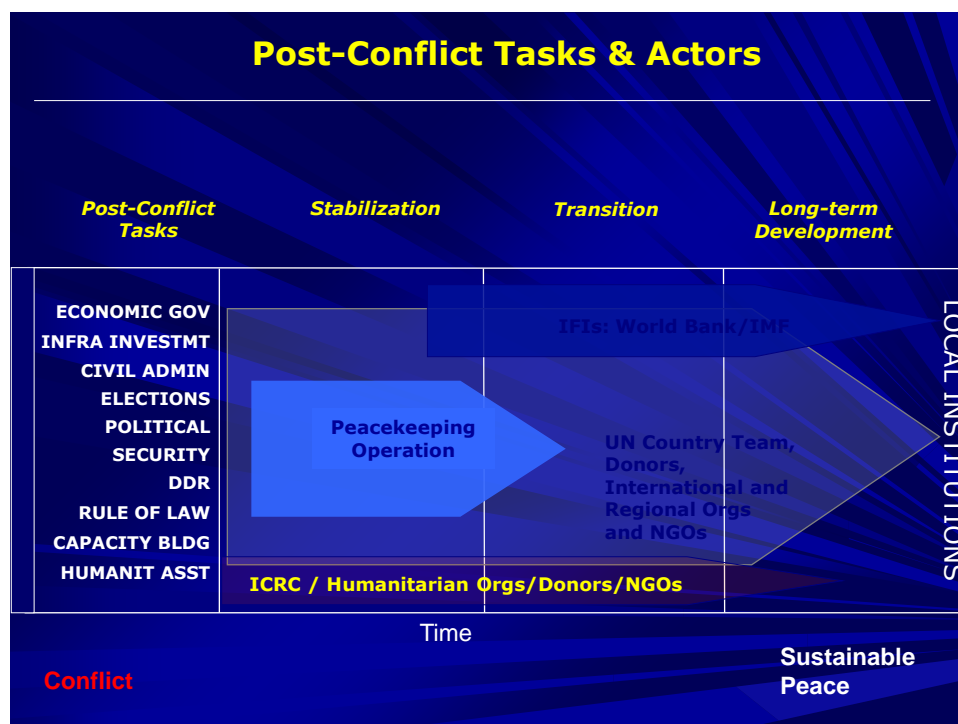 Post-Conflict Tasks & Actors
Post-Conflict
Tasks
Stabilization
Transition
Long-term
Development
ECONOMIC GOV
INFRA INVESTMT
CIVIL ADMIN
ELECTIONS
POLITICAL
SECURITY
DDR
RULE OF LAW
CAPACITY BLDG
HUMANIT ASST
IFIs: World Bank/IMF
Peacekeeping
Operation
UN Country Team,
Donors,
International and
Regional Orgs
and NGOs
ICRC / Humanitarian Orgs/Donors/NGOs
LOCAL INSTITUTIONS
Time
Conflict
Sustainable
Peace